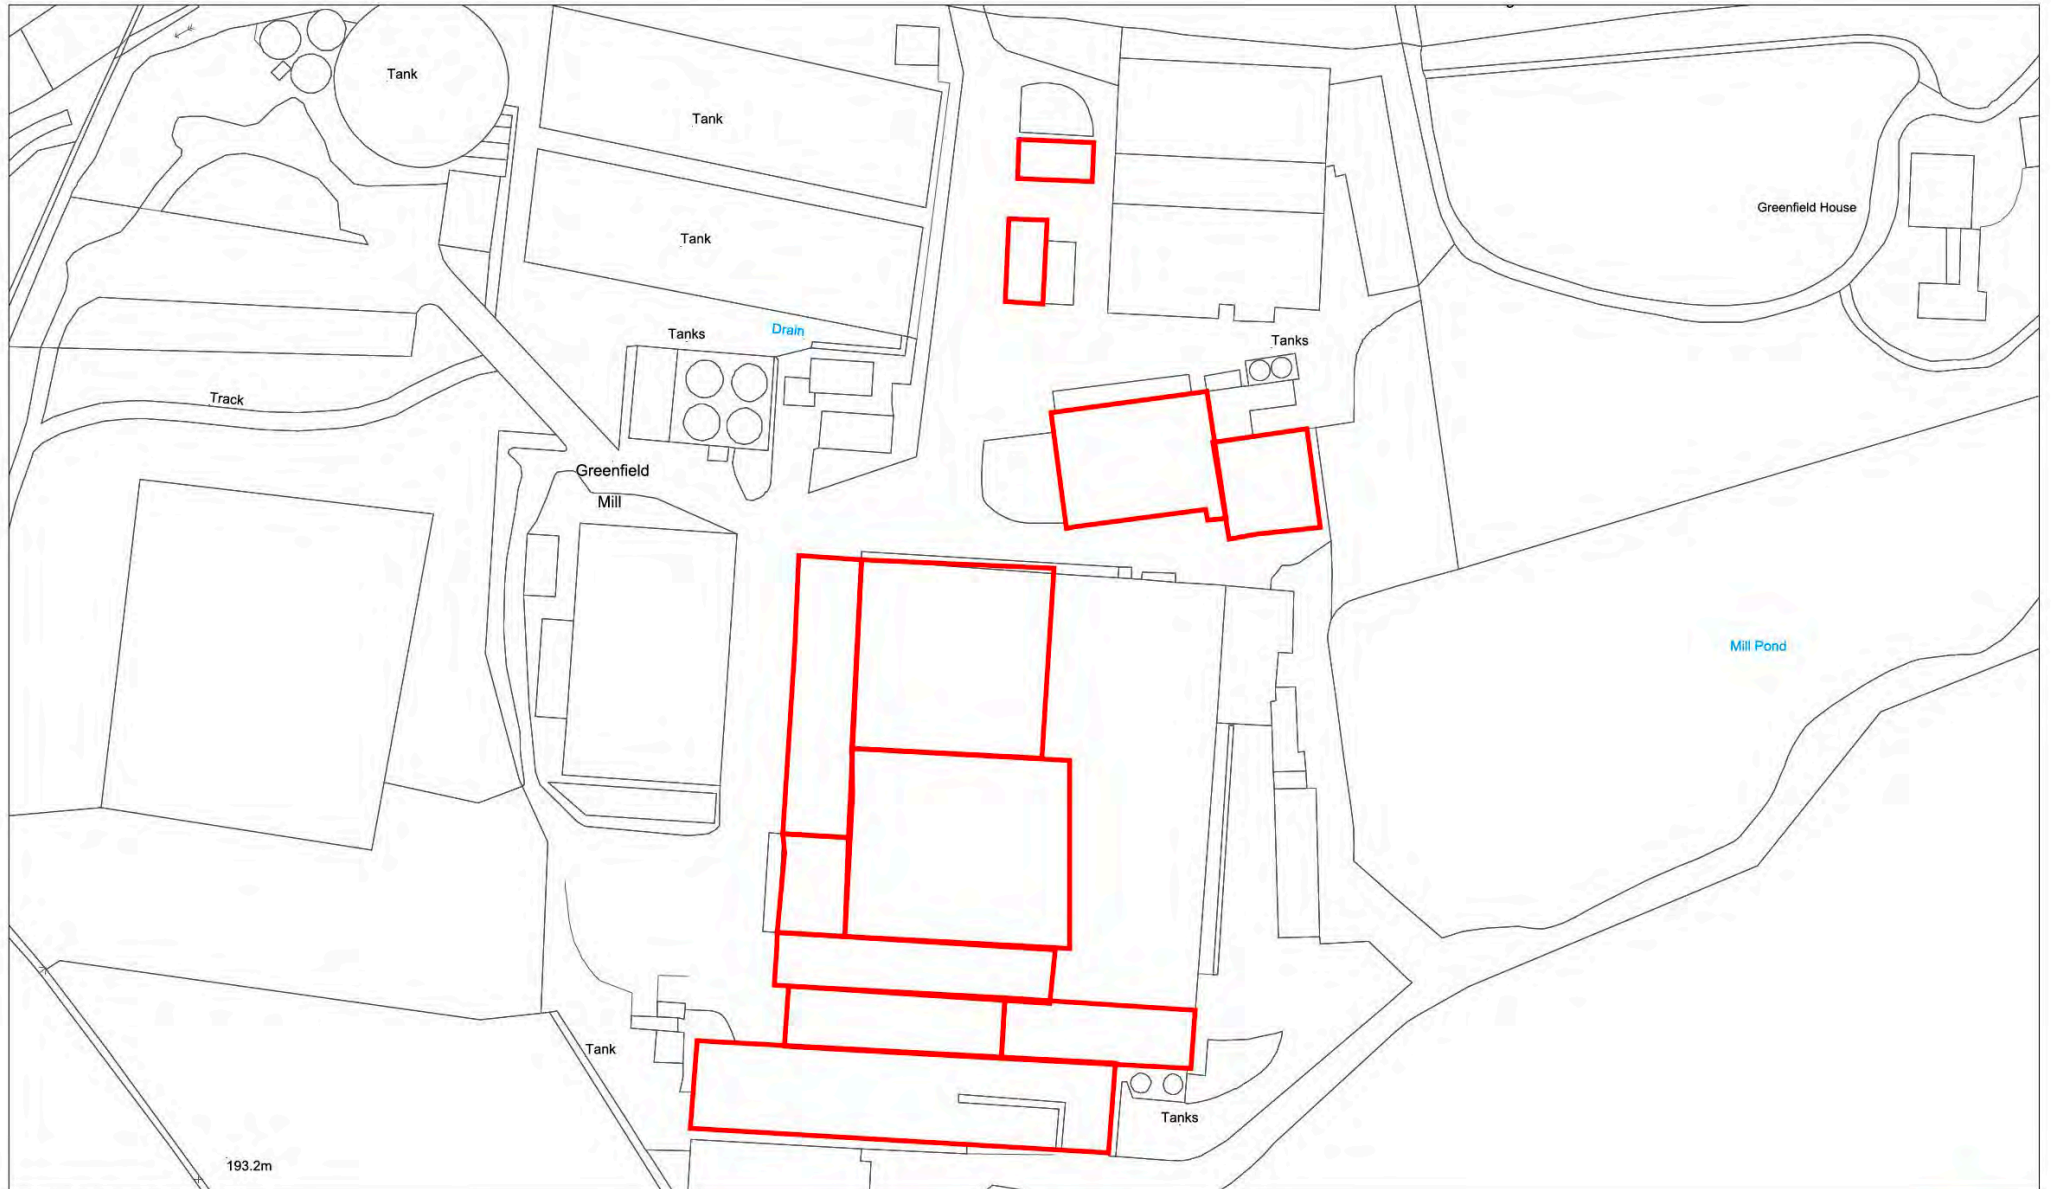 Tank
Tank
Greenfield House
Tank
Drain
Tanks
Tanks
Track
Greenfield
Mill
Mill Pond
Tank
Tanks
193.2m